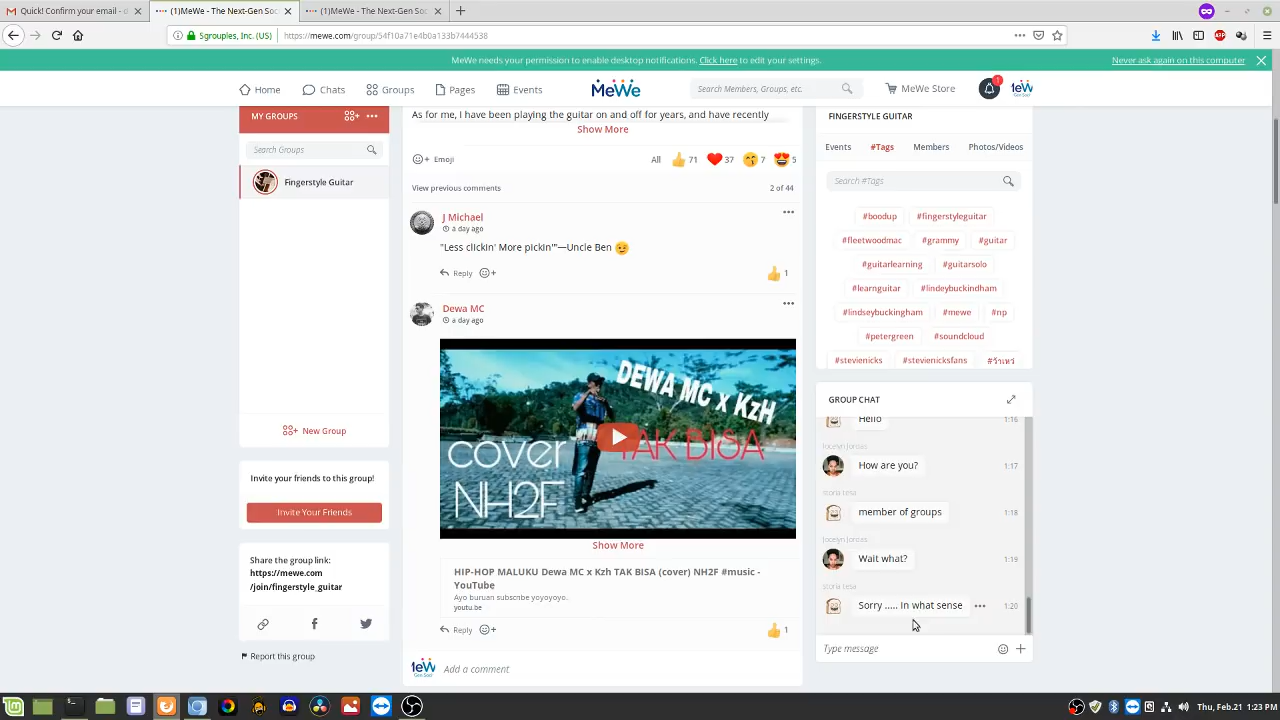 Quick! Confirm your email - d
(1)MeWe - The Next-Gen Soc
(1)MeWe - The Next-Gen Soc
Sgrouples, Inc. (US)
https://mewe.com/group/54f10a71e4b0a133b7444538
MeWe needs your permission to enable desktop notifications. Click here to edit your settings.
Never ask again on this computer
Home
Chats
Groups
Pages
Events
MeWe
Search Members, Groups, etc.
MeWe Store
1
MY GROUPS
Search Groups
Fingerstyle Guitar
New Group
Invite your friends to this group!
Invite Your Friends
Share the group link:
https://mewe.com
/join/fingerstyle_guitar
Report this group
As for me, I have been playing the guitar on and off for years, and have recently
Show More
Emoji
All 71 37 7 5
View previous comments
2 of 44
J Michael
a day ago
"Less clickin' More pickin'"—Uncle Ben
Reply
1
Dewa MC
a day ago
DEWA MC x KzH
TAK BISA
cover
NH2F
Show More
HIP-HOP MALUKU Dewa MC x Kzh TAK BISA (cover) NH2F #music -
YouTube
Ayo buruan subscribe yoyoyoyo..
youtu.be
Reply
1
Add a comment
FINGERSTYLE GUITAR
Events #Tags Members Photos/Videos
Search #Tags
#boodup #fingerstyleguitar
#fleetwoodmac #grammy #guitar
#guitarlearning #guitarsolo
#learnguitar #lindeybuckindham
#lindseybuckingham #mewe #np
#petergreen #soundcloud
#stevienicks #stevienicksfans #ว้าเหว่
GROUP CHAT
Hello 1:16
How are you? 1:17
member of groups 1:18
Wait what? 1:19
Sorry ..... In what sense 1:20
Type message
Thu, Feb.21 1:23 PM